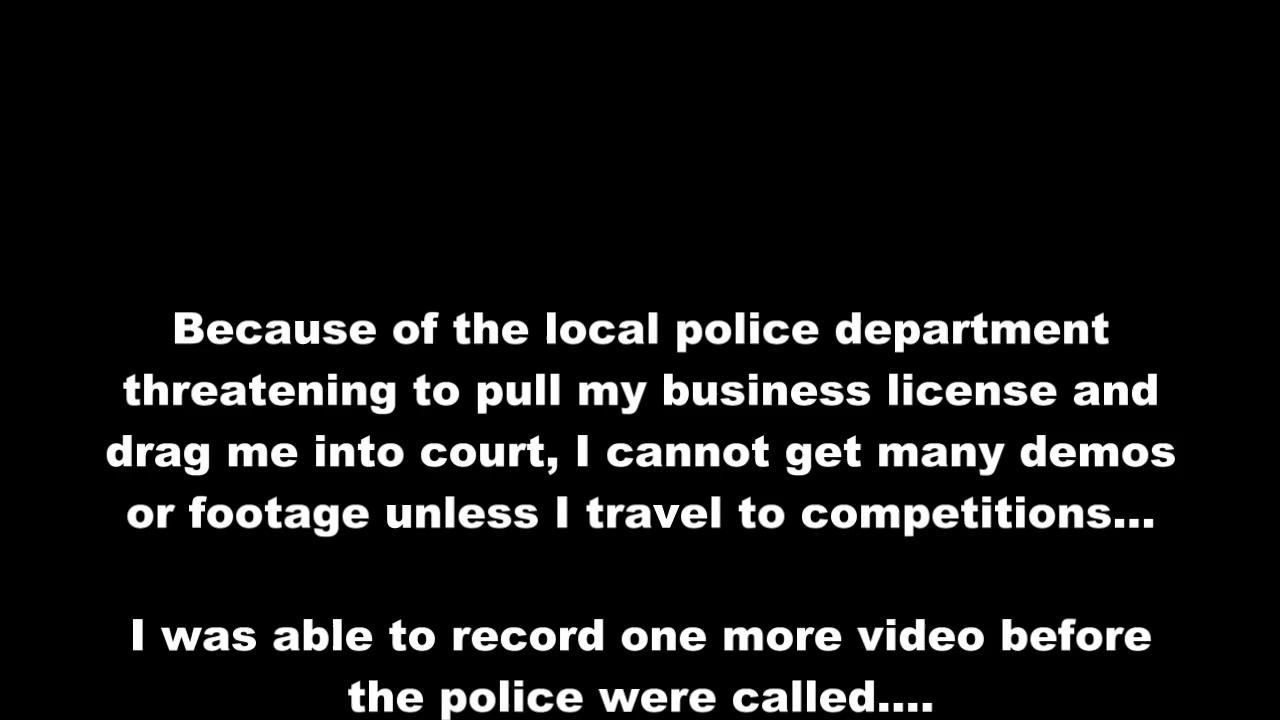 Because of the local police department
threatening to pull my business license and
drag me into court, I cannot get many demos
or footage unless I travel to competitions...
I was able to record one more video before
the police were called....